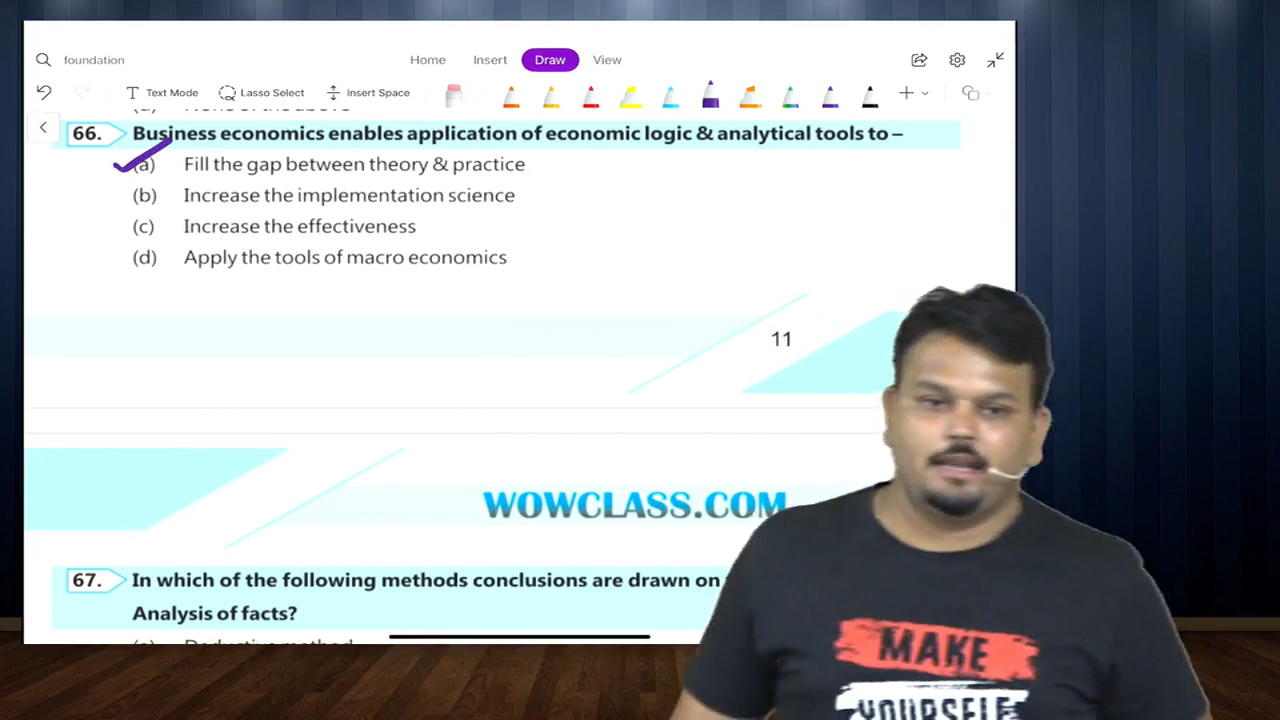 foundation
Home Insert Draw View
Text Mode Lasso Select Insert Space
66. Business economics enables application of economic logic & analytical tools to –
(a) Fill the gap between theory & practice
(b) Increase the implementation science
(c) Increase the effectiveness
(d) Apply the tools of macro economics
11
WOWCLASS.COM
67. In which of the following methods conclusions are drawn on
Analysis of facts?
Deductive method
MAKE
YOURSELF